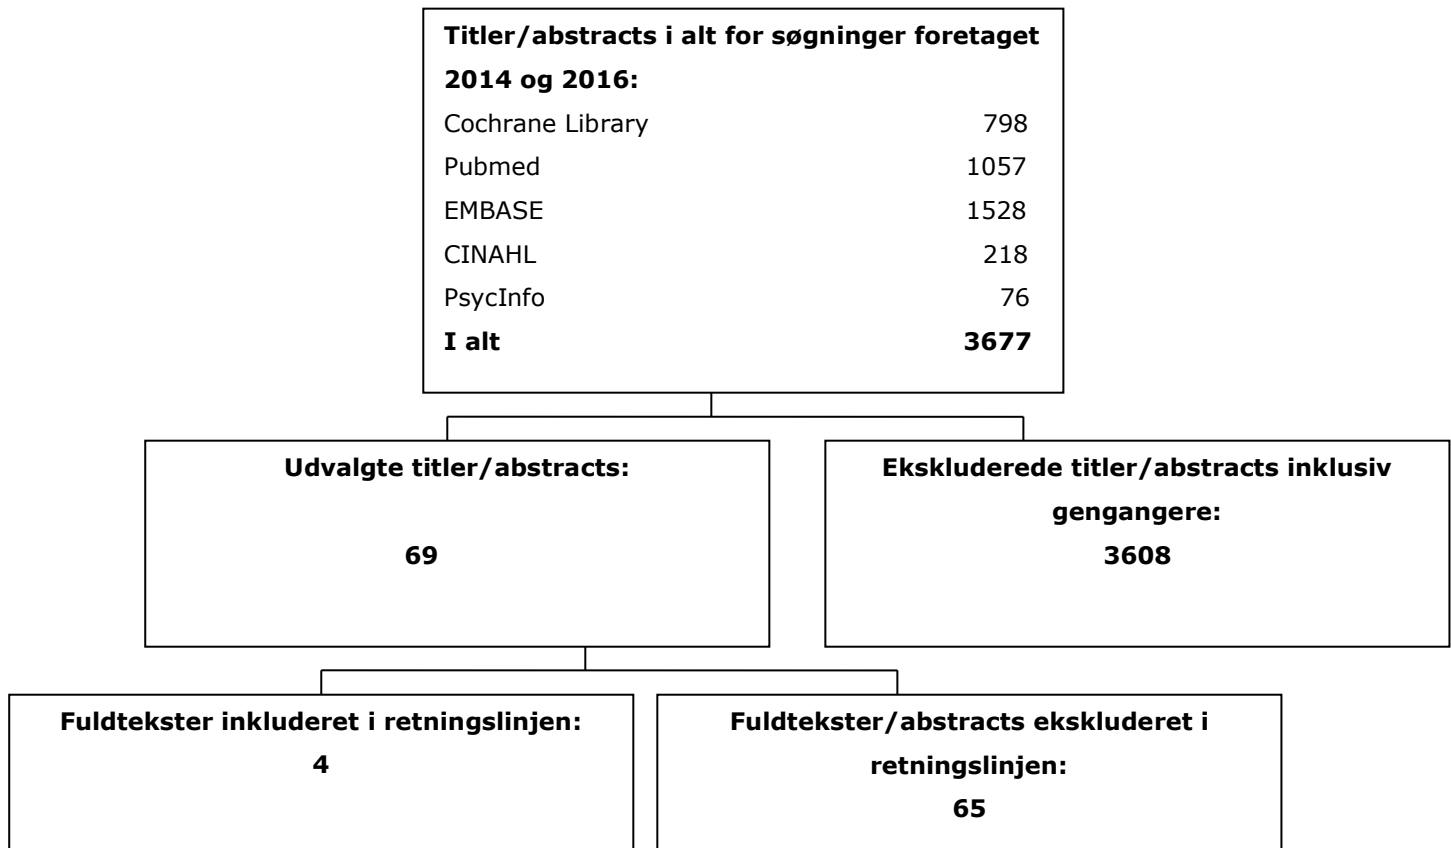 Titler/abstracts i alt for søgninger foretaget
2014 og 2016:
Cochrane Library 798
Pubmed 1057
EMBASE 1528
CINAHL 218
PsycInfo 76
I alt 3677
Udvalgte titler/abstracts:
69
Ekskluderede titler/abstracts inklusiv
gengangere:
3608
Fuldtekster inkluderet i retningslinjen:
4
Fuldtekster/abstracts ekskluderet i
retningslinjen:
65